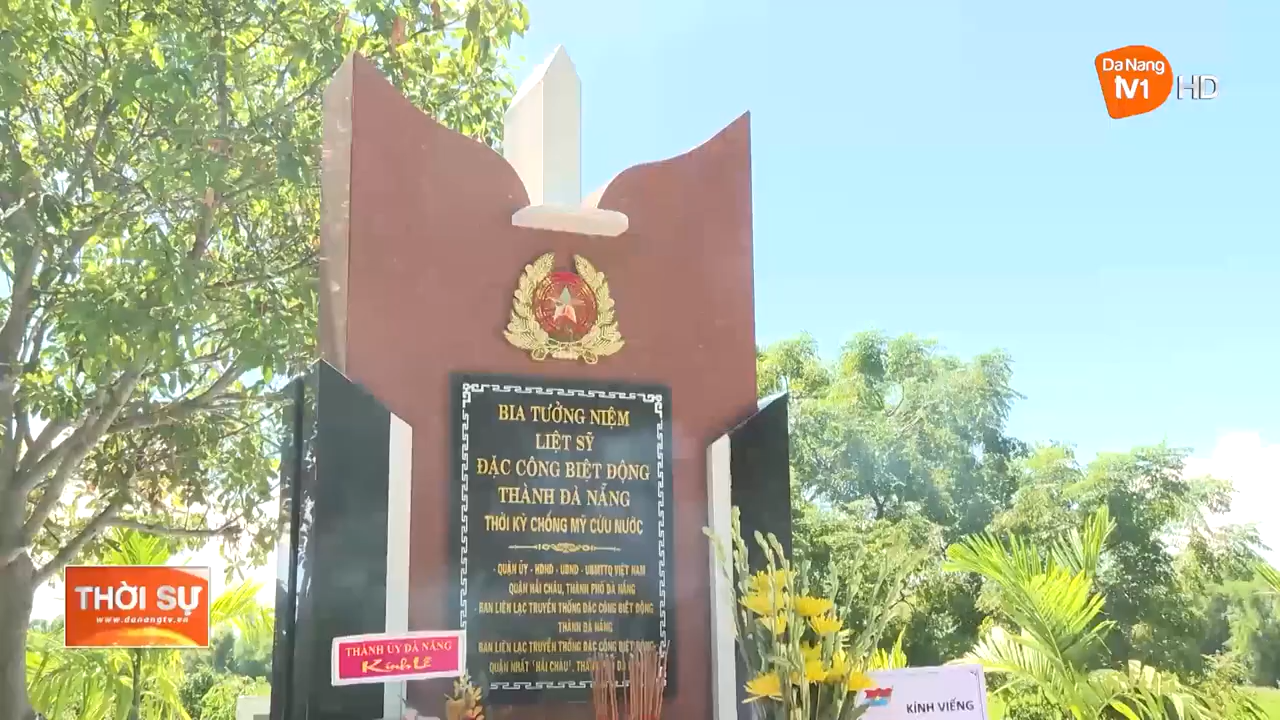 Da Nang
TV1 HD
BIA TƯỞNG NIỆM
LIỆT SỸ
ĐẶC CÔNG BIỆT ĐỘNG
THÀNH ĐÀ NẴNG
THỜI KỲ CHỐNG MỸ CỨU NƯỚC
- QUẬN ỦY - HĐND - UBND - UBMTTQ VIỆT NAM
QUẬN HẢI CHÂU, THÀNH PHỐ ĐÀ NẴNG
- BAN LIÊN LẠC TRUYỀN THỐNG ĐẶC CÔNG BIỆT ĐỘNG
THÀNH ĐÀ NẴNG
BAN LIÊN LẠC TRUYỀN THỐNG ĐẶC CÔNG BIỆT ĐỘNG
QUẬN NHẤT "HẢI CHÂU",
THỜI SỰ
www.danangtv.vn
THÀNH ỦY ĐÀ NẴNG
Kính lễ
KÍNH VIẾNG